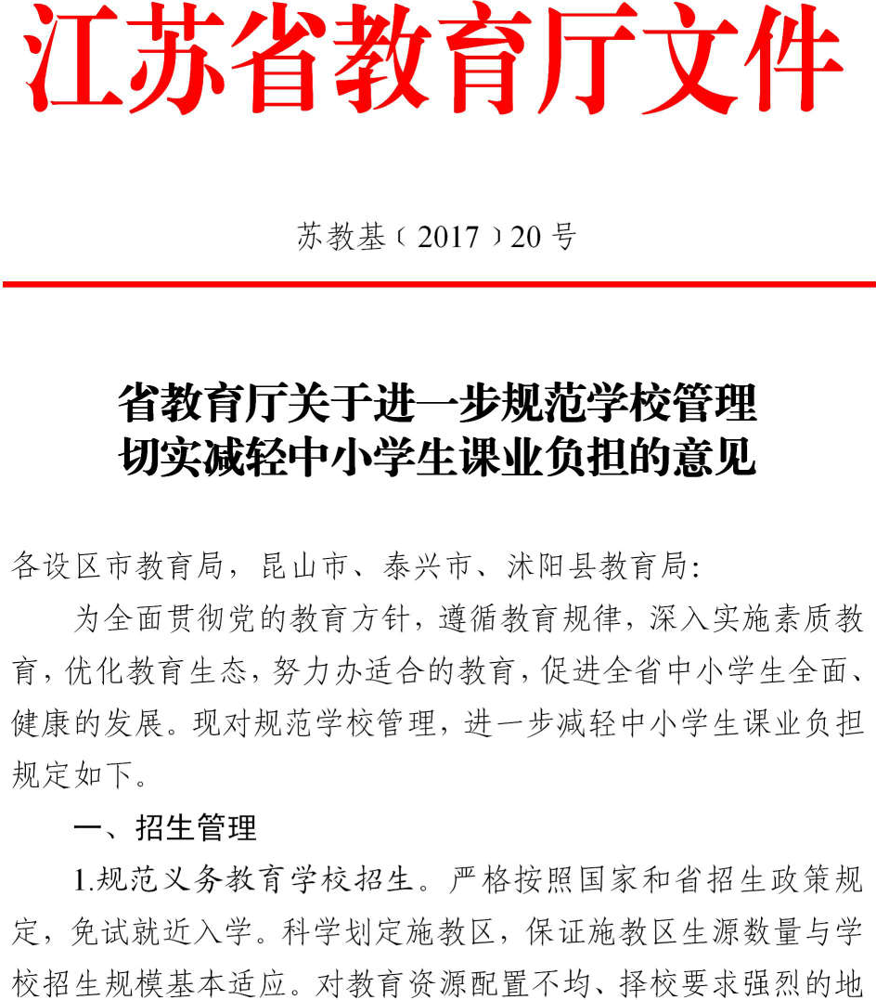 江苏省教育厅文件
苏教基﹝2017﹞20 号
省教育厅关于进一步规范学校管理
切实减轻中小学生课业负担的意见
各设区市教育局，昆山市、泰兴市、沭阳县教育局：
为全面贯彻党的教育方针，遵循教育规律，深入实施素质教
育，优化教育生态，努力办适合的教育，促进全省中小学生全面、
健康的发展。现对规范学校管理，进一步减轻中小学生课业负担
规定如下。
一、招生管理
1.规范义务教育学校招生。严格按照国家和省招生政策规
定，免试就近入学。科学划定施教区，保证施教区生源数量与学
校招生规模基本适应。对教育资源配置不均、择校要求强烈的地